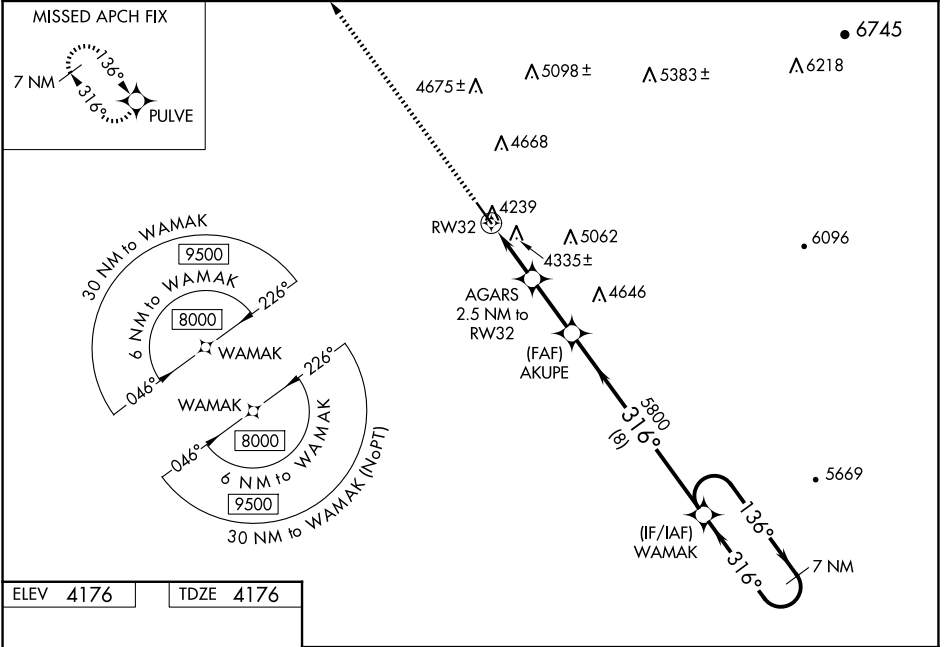 MISSED APCH FIX
136°
7 NM
316°
PULVE
6745
4675±
5098±
5383±
6218
4668
4239
RW32
4335±
5062
6096
AGARS
2.5 NM to
RW32
4646
(FAF)
AKUPE
30 NM to WAMAK
9500
6 NM to WAMAK
8000
226°
WAMAK
046°
226°
WAMAK
046°
8000
6 NM to WAMAK
9500
30 NM to WAMAK (NoPT)
5800
316°
(8)
5669
(IF/IAF)
WAMAK
136°
316°
7 NM
ELEV 4176
TDZE 4176